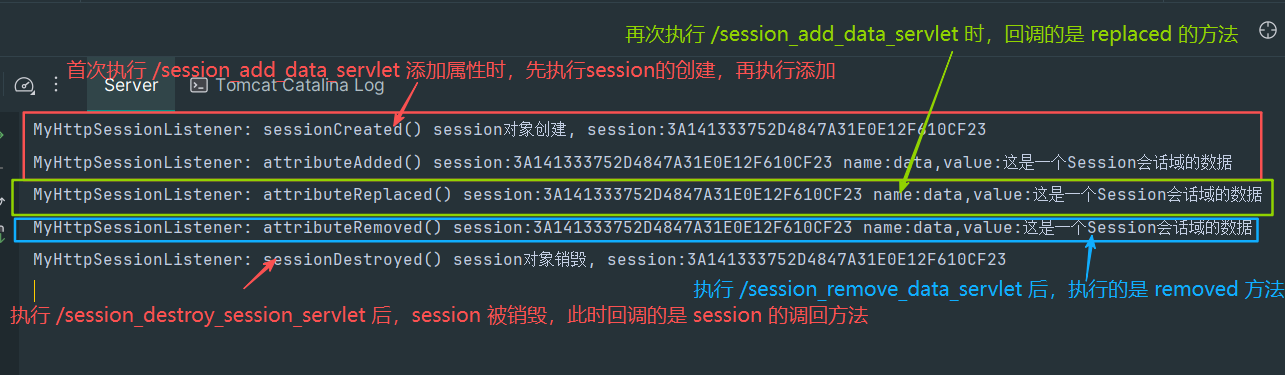 再次执行 /session_add_data_servlet 时，回调的是 replaced 的方法
首次执行 /session_add_data_servlet 添加属性时，先执行session的创建，再执行添加
Server Tomcat Catalina Log
MyHttpSessionListener: sessionCreated() session对象创建, session:3A141333752D4847A31E0E12F610CF23
MyHttpSessionListener: attributeAdded() session:3A141333752D4847A31E0E12F610CF23 name:data,value:这是一个Session会话域的数据
MyHttpSessionListener: attributeReplaced() session:3A141333752D4847A31E0E12F610CF23 name:data,value:这是一个Session会话域的数据
MyHttpSessionListener: attributeRemoved() session:3A141333752D4847A31E0E12F610CF23 name:data,value:这是一个Session会话域的数据
MyHttpSessionListener: sessionDestroyed() session对象销毁, session:3A141333752D4847A31E0E12F610CF23
执行 /session_remove_data_servlet 后，执行的是 removed 方法
执行 /session_destroy_session_servlet 后，session 被销毁，此时回调的是 session 的调回方法